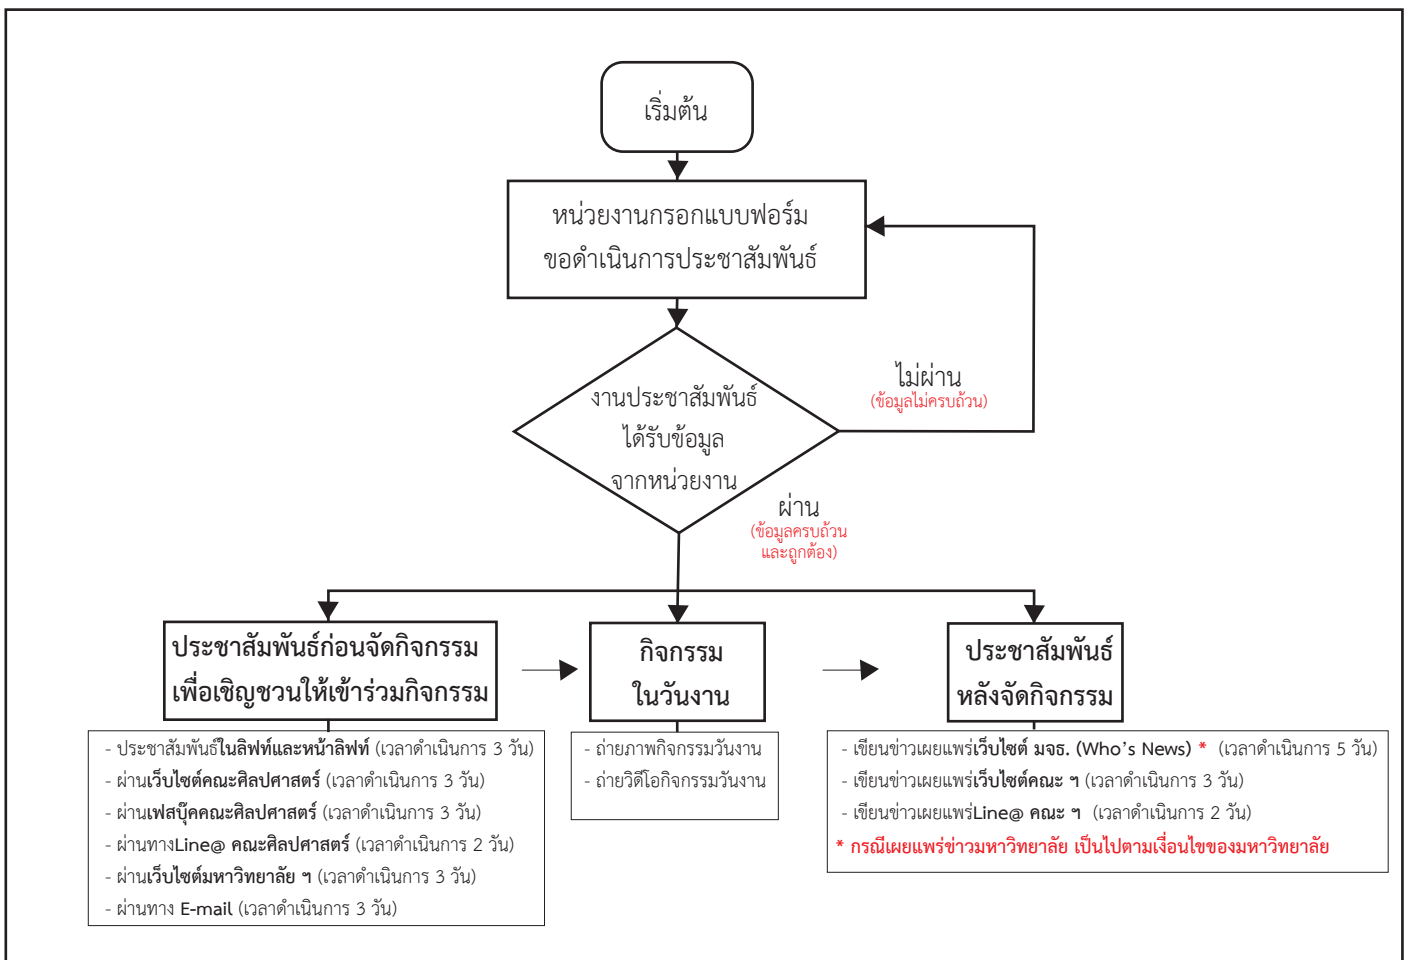 เริ่มต้น
หน่วยงานกรอกแบบฟอร์ม
ขอดำเนินการประชาสัมพันธ์
งานประชาสัมพันธ์
ได้รับข้อมูล
จากหน่วยงาน
ไม่ผ่าน
(ข้อมูลไม่ครบถ้วน)
ผ่าน
(ข้อมูลครบถ้วน
และถูกต้อง)
ประชาสัมพันธ์ก่อนจัดกิจกรรม
เพื่อเชิญชวนให้เข้าร่วมกิจกรรม
- ประชาสัมพันธ์ในลิฟท์และหน้าลิฟท์ (เวลาดำเนินการ 3 วัน)
- ผ่านเว็บไซต์คณะศิลปศาสตร์ (เวลาดำเนินการ 3 วัน)
- ผ่านเฟสบุ๊คคณะศิลปศาสตร์ (เวลาดำเนินการ 3 วัน)
- ผ่านทางLine@ คณะศิลปศาสตร์ (เวลาดำเนินการ 2 วัน)
- ผ่านเว็บไซต์มหาวิทยาลัย ฯ (เวลาดำเนินการ 3 วัน)
- ผ่านทาง E-mail (เวลาดำเนินการ 3 วัน)
กิจกรรม
ในวันงาน
- ถ่ายภาพกิจกรรมวันงาน
- ถ่ายวิดีโอกิจกรรมวันงาน
ประชาสัมพันธ์
หลังจัดกิจกรรม
- เขียนข่าวเผยแพร่เว็บไซต์ มจธ. (Who's News) * (เวลาดำเนินการ 5 วัน)
- เขียนข่าวเผยแพร่เว็บไซต์คณะ ฯ (เวลาดำเนินการ 3 วัน)
- เขียนข่าวเผยแพร่Line@ คณะ ฯ (เวลาดำเนินการ 2 วัน)
* กรณีเผยแพร่ข่าวมหาวิทยาลัย เป็นไปตามเงื่อนไขของมหาวิทยาลัย